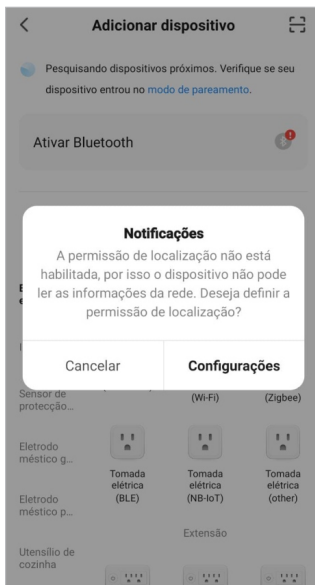 Adicionar dispositivo
Pesquisando dispositivos próximos. Verifique se seu
dispositivo entrou no modo de pareamento.
Ativar Bluetooth
Notificações
A permissão de localização não está
habilitada, por isso o dispositivo não pode
ler as informações da rede. Deseja definir a
permissão de localização?
Cancelar
Configurações
Sensor de
protecção...
(Wi-Fi)
(Zigbee)
Eletrodo
méstico g...
Tomada
elétrica
(BLE)
Tomada
elétrica
(NB-IoT)
Tomada
elétrica
(other)
Eletrodo
méstico p...
Extensão
Utensílio de
cozinha